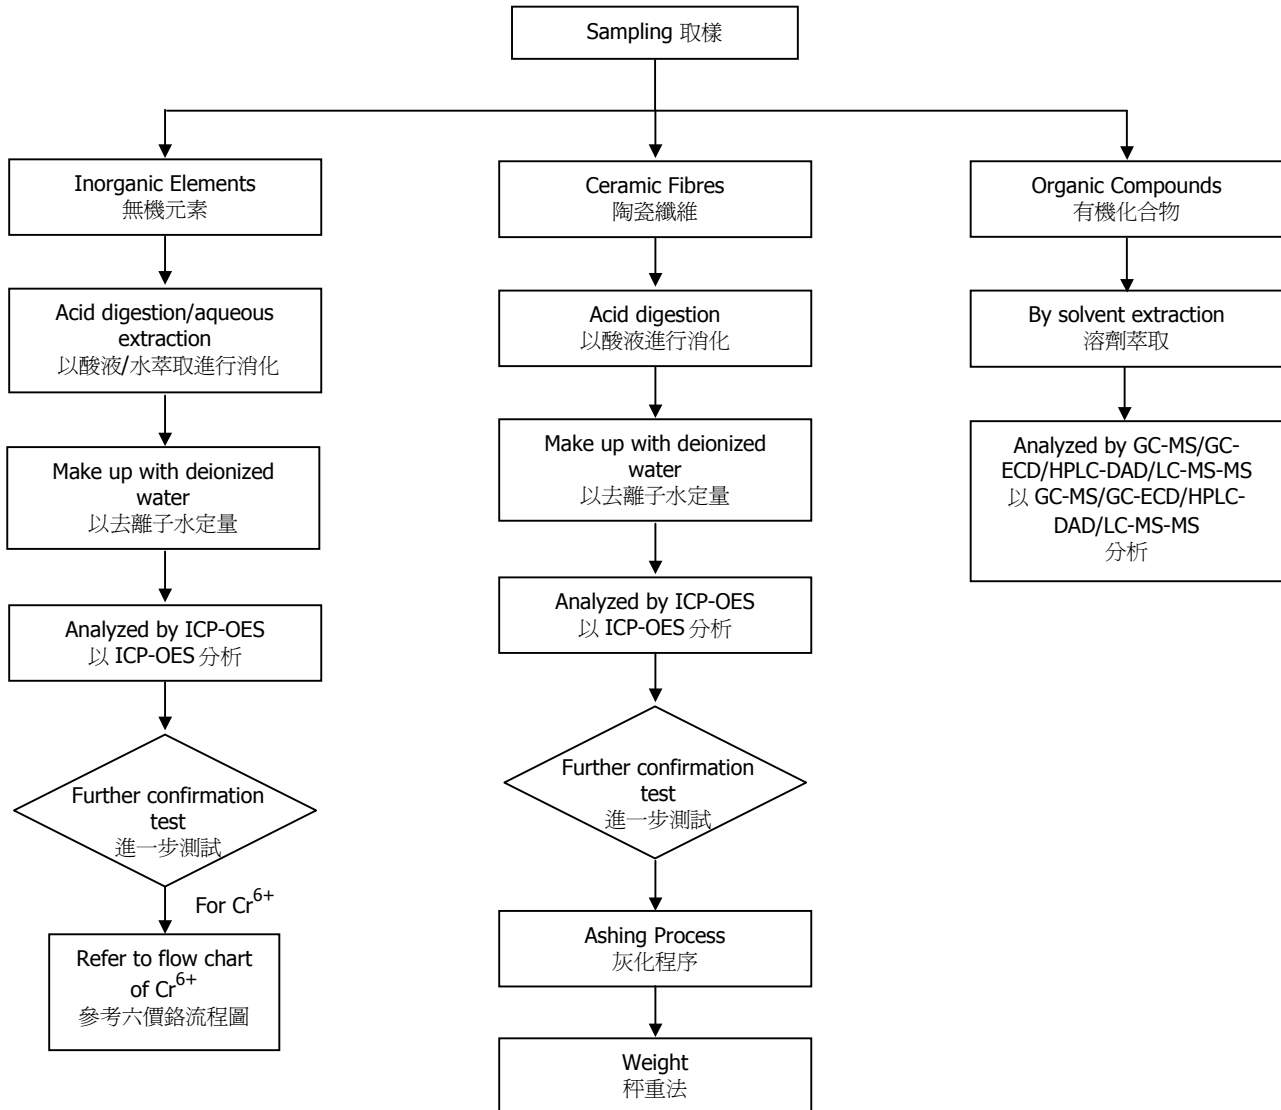 Sampling 取樣
Inorganic Elements
無機元素
Acid digestion/aqueous
extraction
以酸液/水萃取進行消化
Make up with deionized
water
以去離子水定量
Analyzed by ICP-OES
以 ICP-OES 分析
Further confirmation
test
進一步測試
For Cr6+
Refer to flow chart
of Cr6+
參考六價鉻流程圖
Ceramic Fibres
陶瓷纖維
Acid digestion
以酸液進行消化
Make up with deionized
water
以去離子水定量
Analyzed by ICP-OES
以 ICP-OES 分析
Further confirmation
test
進一步測試
Ashing Process
灰化程序
Weight
秤重法
Organic Compounds
有機化合物
By solvent extraction
溶劑萃取
Analyzed by GC-MS/GC-
ECD/HPLC-DAD/LC-MS-MS
以 GC-MS/GC-ECD/HPLC-
DAD/LC-MS-MS
分析